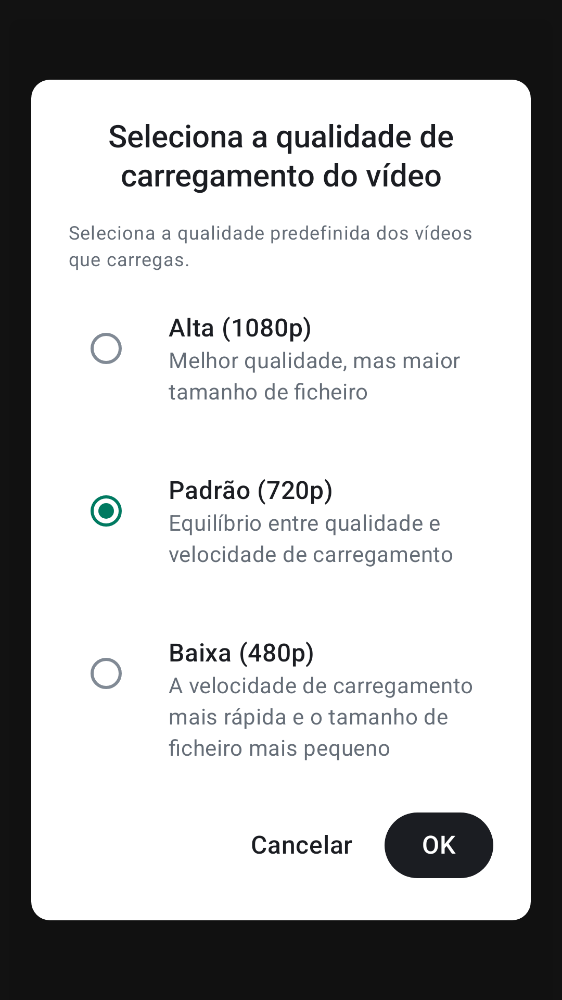 Seleciona a qualidade de
carregamento do vídeo
Seleciona a qualidade predefinida dos vídeos
que carregas.
Alta (1080p)
Melhor qualidade, mas maior
tamanho de ficheiro
Padrão (720p)
Equilíbrio entre qualidade e
velocidade de carregamento
Baixa (480p)
A velocidade de carregamento
mais rápida e o tamanho de
ficheiro mais pequeno
Cancelar
OK